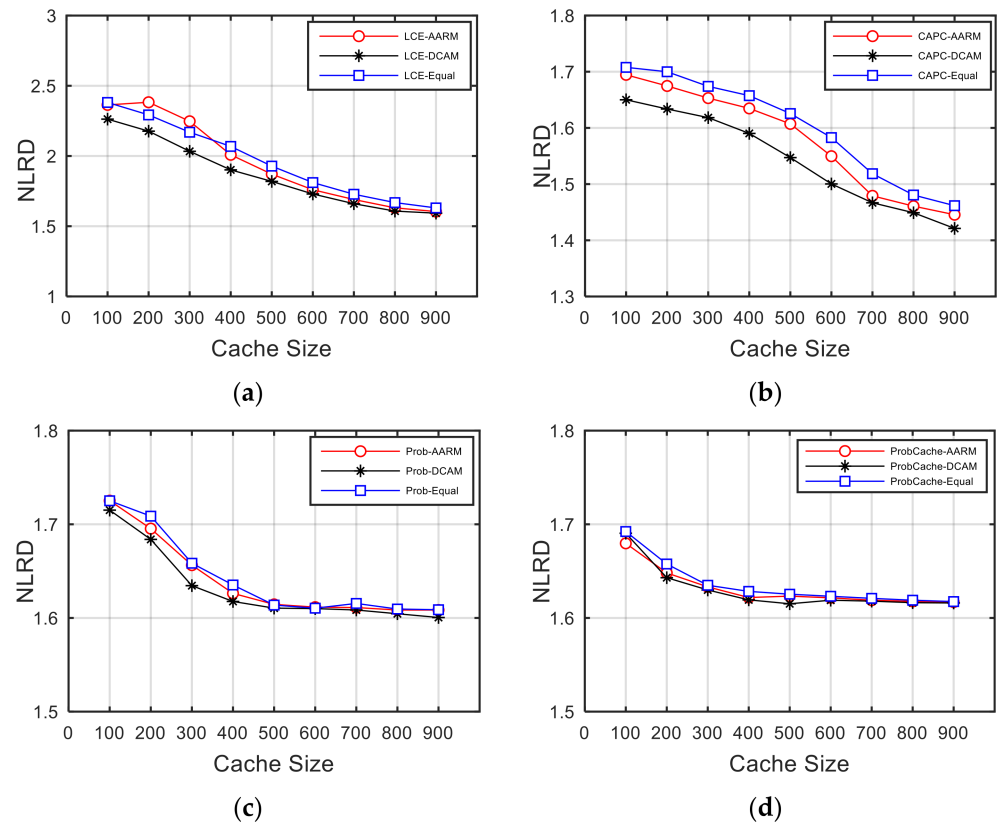 3
2.5
2
1.5
1
NLRD
LCE-AARM
LCE-DCAM
LCE-Equal
0 100 200 300 400 500 600 700 800 900
Cache Size
(a)
1.8
1.7
1.6
1.5
1.4
1.3
NLRD
CAPC-AARM
CAPC-DCAM
CAPC-Equal
0 100 200 300 400 500 600 700 800 900
Cache Size
(b)
1.8
1.7
1.6
1.5
NLRD
Prob-AARM
Prob-DCAM
Prob-Equal
0 100 200 300 400 500 600 700 800 900
Cache Size
(c)
1.8
1.7
1.6
1.5
NLRD
ProbCache-AARM
ProbCache-DCAM
ProbCache-Equal
0 100 200 300 400 500 600 700 800 900
Cache Size
(d)